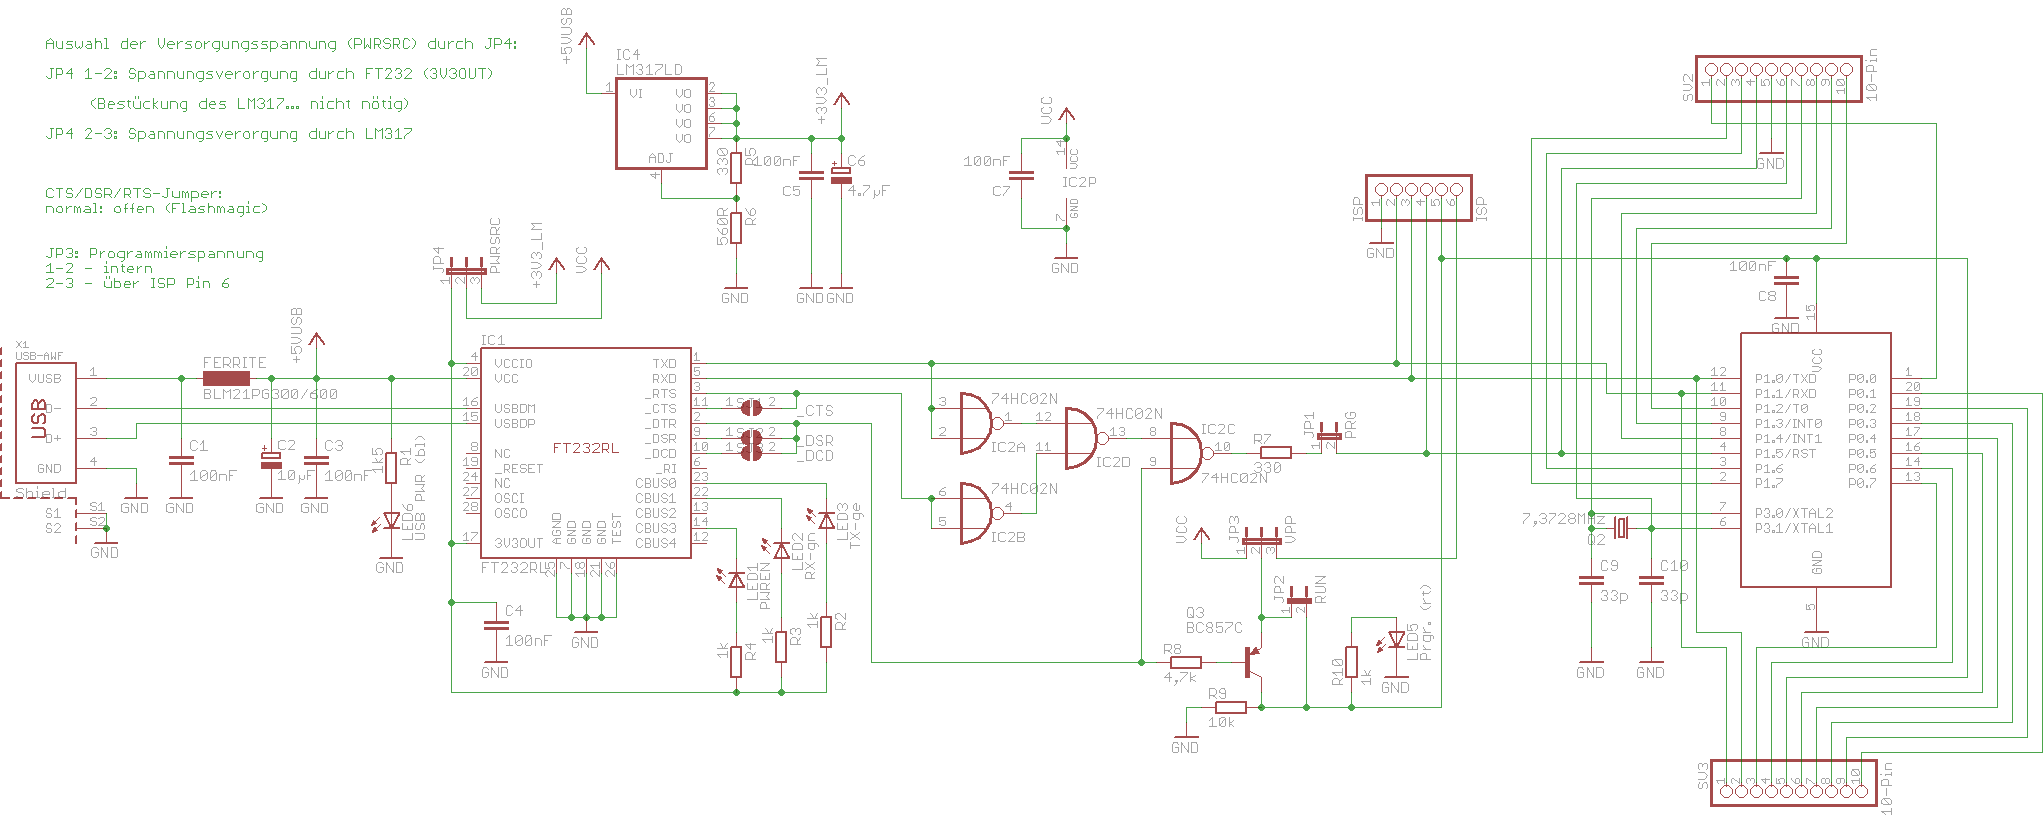 Auswahl der Versorgungsspannung (PWRSRC) durch JP4:
JP4 1-2: Spannungsverorgung durch FT232 (3V3OUT)
(Bestückung des LM317... nicht nötig)
JP4 2-3: Spannungsverorgung durch LM317
CTS/DSR/RTS-Jumper:
normal: offen (Flashmagic)
JP3: Programmierspannung
1-2 - intern
2-3 - über ISP Pin 6
+5VUSB
IC4
LM317LD
1 VI VO 2
VO 3
VO 6
VO 7
ADJ
4
330 R5
560R R6
GND
100nF
C5
GND
+3V3_LM
C6
4.7µF
GND
VCC
100nF
C7
14 VCC
IC2P
7 GND
GND
JP4
1 2 3
PWRSRC
+3V3_LM
VCC
X1
USB-AWF
USB
VUSB 1
D- 2
D+ 3
GND 4
Shield
S1 S1
S2 S2
GND
GND
FERRITE
BLM21PG300/600
+5VUSB
C1
100nF
GND
C2
10µF
GND
C3
100nF
GND
1k5 R1
LED6
USB PWR (bl)
GND
IC1
FT232RL
FT232RL
4 VCCIO
20 VCC
16 USBDM
15 USBDP
8 NC
19 _RESET
24 NC
27 OSCI
28 OSCO
17 3V3OUT
TXD 1
RXD 5
_RTS 3
_CTS 11
_DTR 2
_DSR 9
_DCD 10
_RI 6
CBUS0 23
CBUS1 22
CBUS2 13
CBUS3 14
CBUS4 12
AGND GND GND GND TEST
25 7 18 21 26
GND
C4
100nF
GND
1 SJ1 2
_CTS
1 2
_DSR
1 2
_DCD
LED1
PWREN
LED2
RX-gn
LED3
TX-ge
1k R4
1k R3
1k R2
74HC02N
3
2
1
IC2A
74HC02N
6
5
4
IC2B
74HC02N
12
11
13
IC2D
IC2C
8
9
10
74HC02N
R7
330
JP1
1 2
PRG
VCC
JP3
1 2 3
VPP
JP2
1 2
RUN
Q3
BC857C
R8
4,7k
R9
10k
GND
R10
1k
LED5
Prgr. (rt)
GND
ISP
1 2 3 4 5 6
ISP
GND
SV2
1 2 3 4 5 6 7 8 9 10
10-Pin
GND
100nF
C8
GND
15
VCC
12 P1.0/TXD
11 P1.1/RXD
10 P1.2/T0
9 P1.3/INT0
8 P1.4/INT1
4 P1.5/RST
3 P1.6
2 P1.7
7 P3.0/XTAL2
6 P3.1/XTAL1
P0.0 1
P0.1 20
P0.2 19
P0.3 18
P0.4 17
P0.5 16
P0.6 14
P0.7 13
GND
5
GND
7,3728MHz
Q2
C9
33p
GND
C10
33p
GND
SV3
1 2 3 4 5 6 7 8 9 10
10-Pin